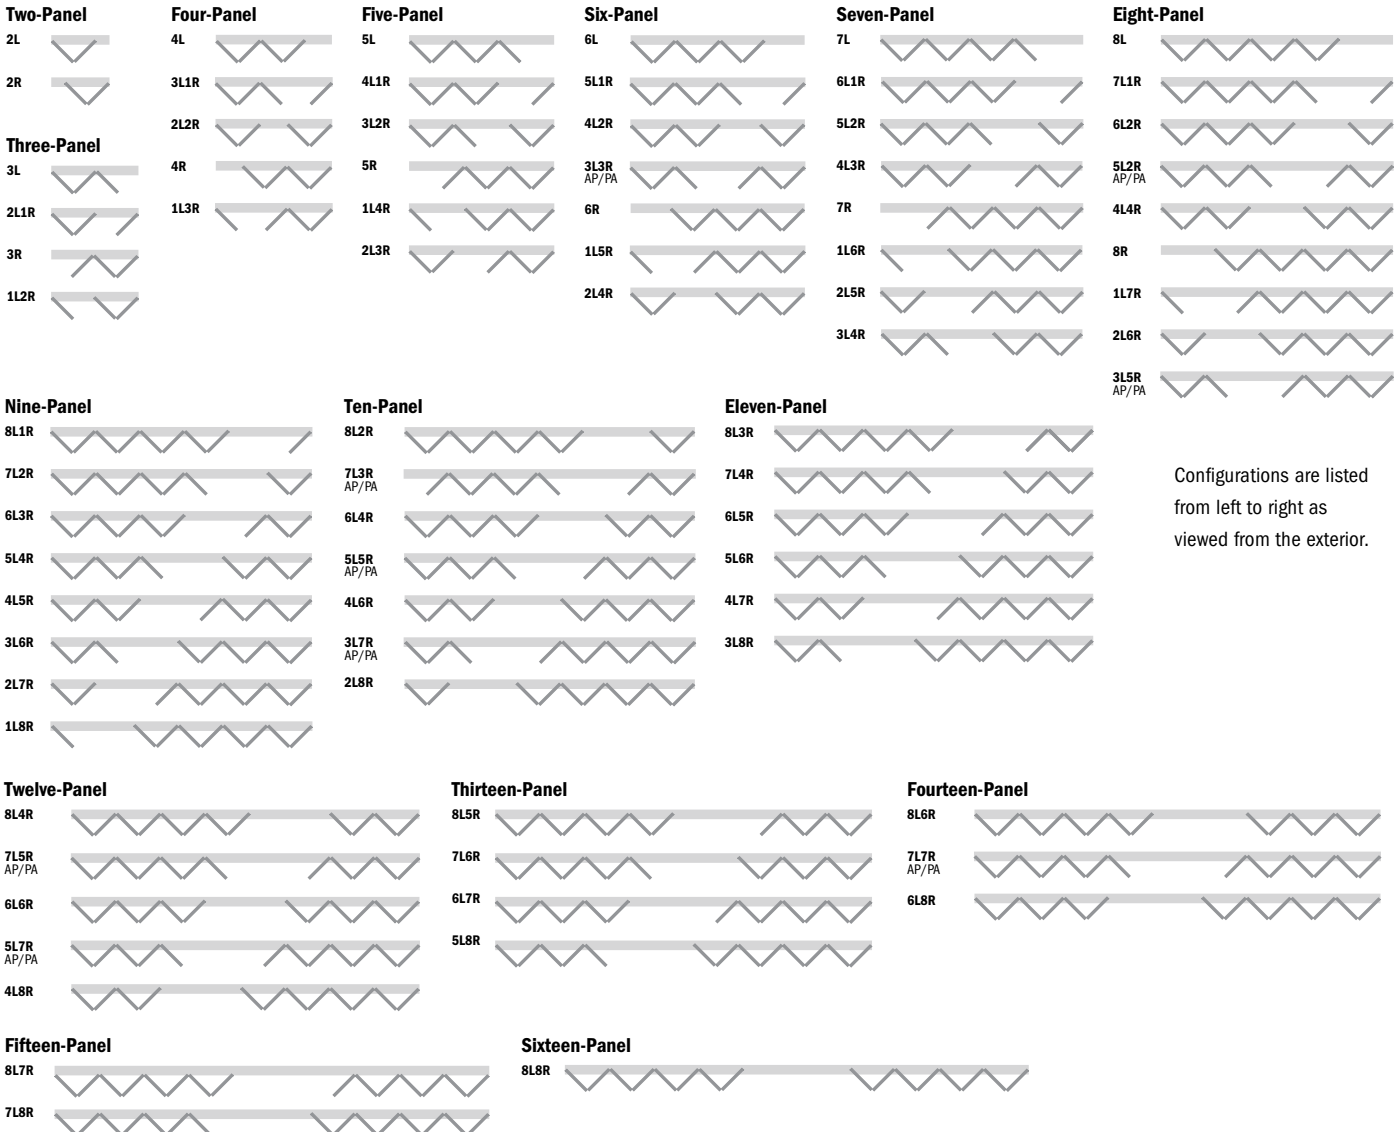 Two-Panel
2L
2R
Three-Panel
3L
2L1R
3R
1L2R
Four-Panel
4L
3L1R
2L2R
4R
1L3R
Five-Panel
5L
4L1R
3L2R
5R
1L4R
2L3R
Six-Panel
6L
5L1R
4L2R
3L3R
AP/PA
6R
1L5R
2L4R
Seven-Panel
7L
6L1R
5L2R
4L3R
7R
1L6R
2L5R
3L4R
Eight-Panel
8L
7L1R
6L2R
5L2R
AP/PA
4L4R
8R
1L7R
2L6R
3L5R
AP/PA
Nine-Panel
8L1R
7L2R
6L3R
5L4R
4L5R
3L6R
2L7R
1L8R
Ten-Panel
8L2R
7L3R
AP/PA
6L4R
5L5R
AP/PA
4L6R
3L7R
AP/PA
2L8R
Eleven-Panel
8L3R
7L4R
6L5R
5L6R
4L7R
3L8R
Configurations are listed
from left to right as
viewed from the exterior.
Twelve-Panel
8L4R
7L5R
AP/PA
6L6R
5L7R
AP/PA
4L8R
Thirteen-Panel
8L5R
7L6R
6L7R
5L8R
Fourteen-Panel
8L6R
7L7R
AP/PA
6L8R
Fifteen-Panel
8L7R
7L8R
Sixteen-Panel
8L8R